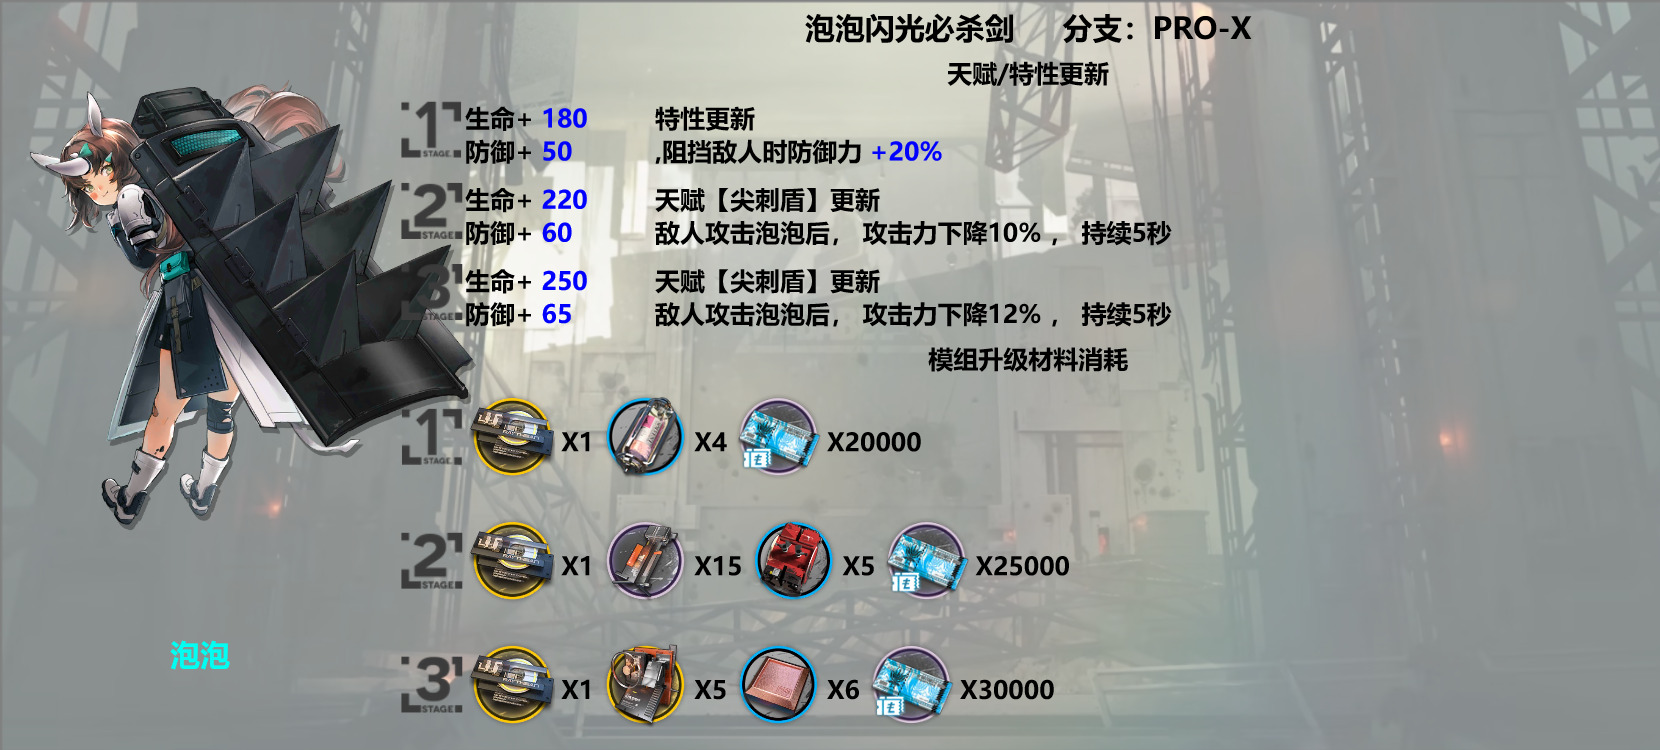 泡泡闪光必杀剑 分支：PRO-X
天赋/特性更新
1 STAGE. 生命+ 180 特性更新
防御+ 50 ,阻挡敌人时防御力 +20%
2 STAGE. 生命+ 220 天赋【尖刺盾】更新
防御+ 60 敌人攻击泡泡后， 攻击力下降10% ， 持续5秒
3 STAGE. 生命+ 250 天赋【尖刺盾】更新
防御+ 65 敌人攻击泡泡后， 攻击力下降12% ， 持续5秒
模组升级材料消耗
1 STAGE. X1 X4 X20000
2 STAGE. X1 X15 X5 X25000
泡泡
3 STAGE. X1 X5 X6 X30000